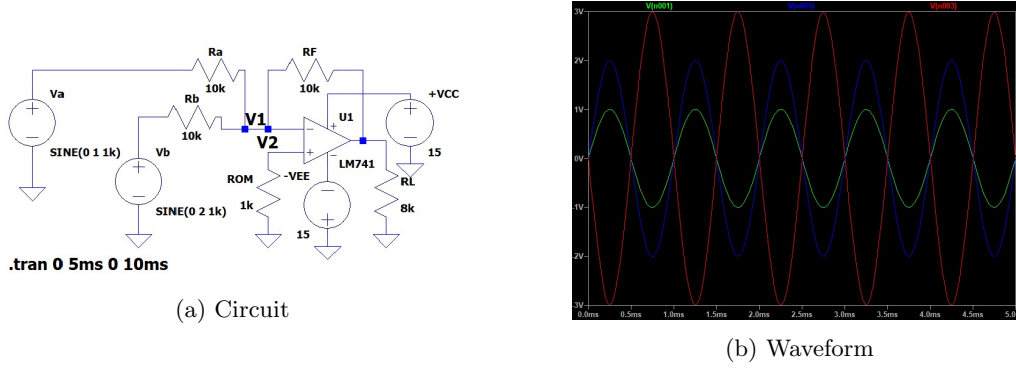 Ra
10k
RF
10k
Va
SINE(0 1 1k)
Rb
10k
Vb
SINE(0 2 1k)
V1
V2
U1
LM741
+VCC
15
ROM
1k
-VEE
15
RL
8k
.tran 0 5ms 0 10ms
(a) Circuit
V(n001)
V(n003)
3V
2V
1V
0V
-1V
-2V
-3V
0.0ms 0.5ms 1.0ms 1.5ms 2.0ms 2.5ms 3.0ms 3.5ms 4.0ms 4.5ms
(b) Waveform